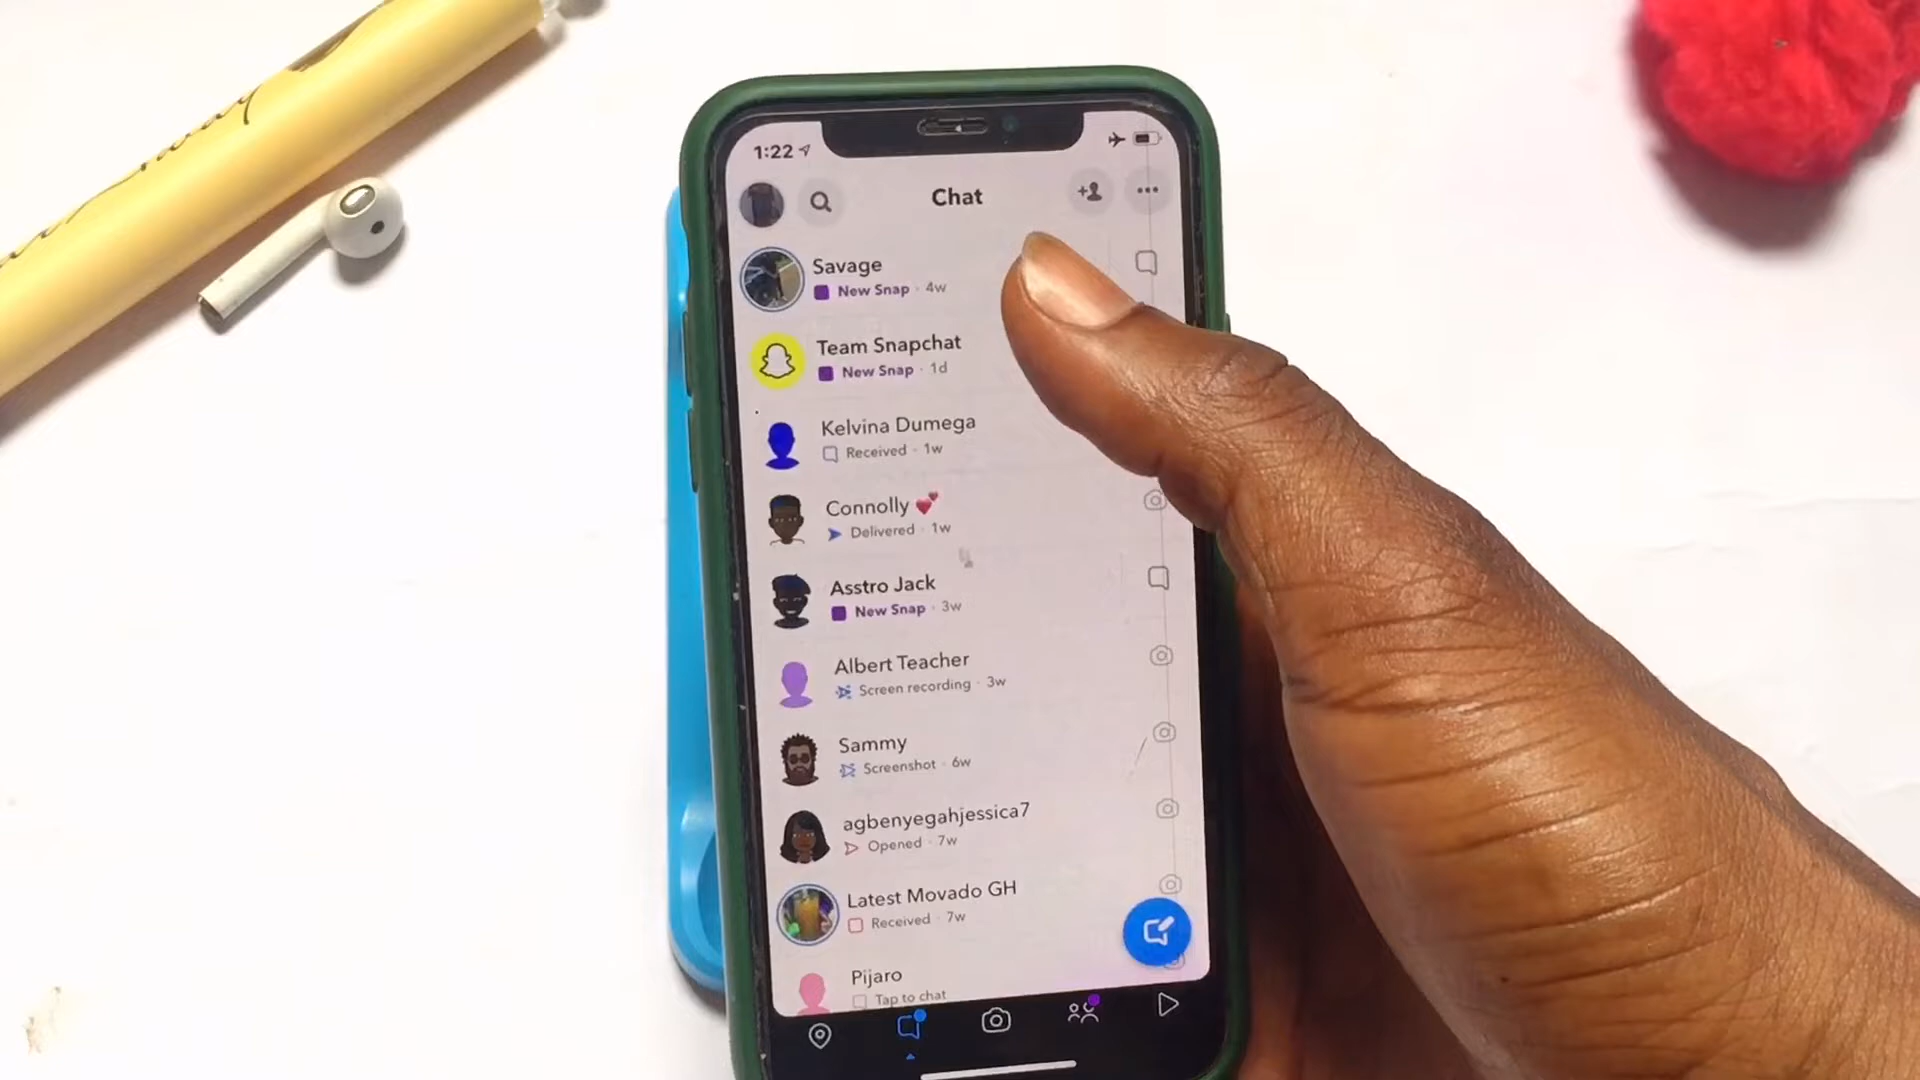 1:22
Chat
Savage
New Snap · 4w
Team Snapchat
New Snap · 1d
Kelvina Dumega
Received · 1w
Connolly 💕
Delivered · 1w
Asstro Jack
New Snap · 3w
Albert Teacher
Screen recording · 3w
Sammy
Screenshot · 6w
agbenyegahjessica7
Opened · 7w
Latest Movado GH
Received · 7w
Pijaro
Tap to chat